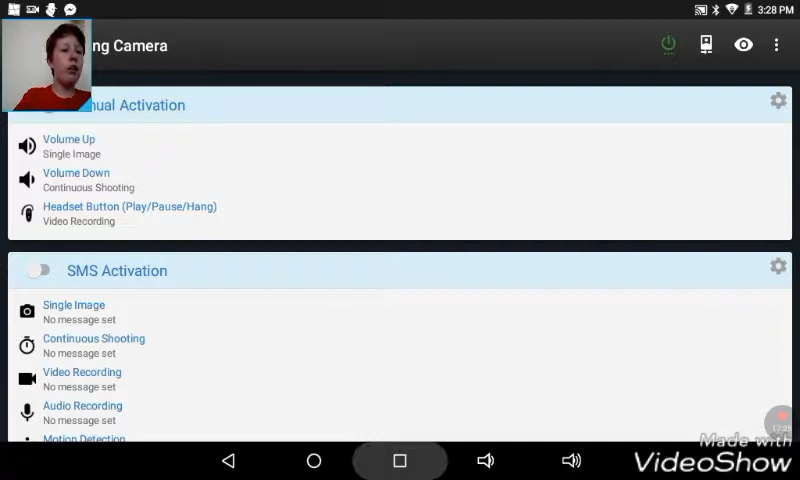 3:28 PM
ng Camera
nual Activation
Volume Up
Single Image
Volume Down
Continuous Shooting
Headset Button (Play/Pause/Hang)
Video Recording
SMS Activation
Single Image
No message set
Continuous Shooting
No message set
Video Recording
No message set
Audio Recording
No message set
Motion Detection
Made with
VideoShow